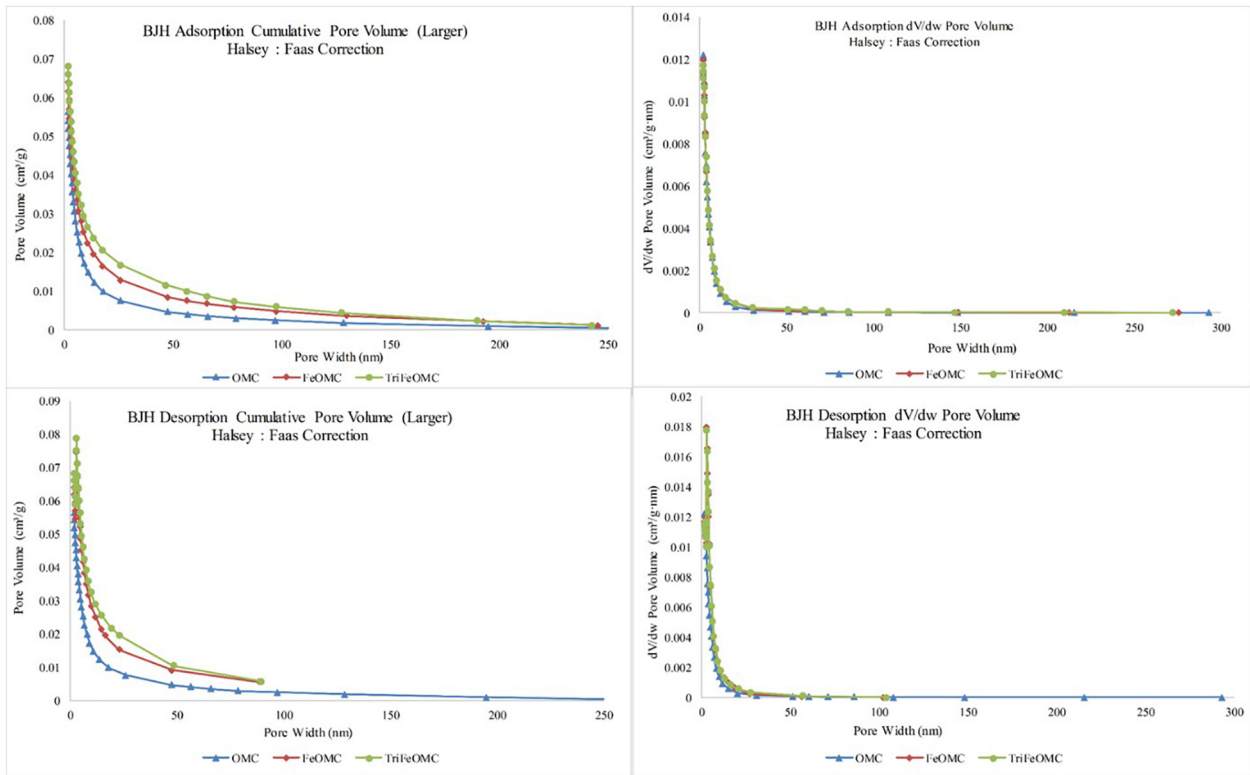 BJH Adsorption Cumulative Pore Volume (Larger)
Halsey : Faas Correction
Pore Volume (cm³/g)
0.08
0.07
0.06
0.05
0.04
0.03
0.02
0.01
0
0 50 100 150 200 250
Pore Width (nm)
OMC FeOMC TriFeOMC
BJH Adsorption dV/dw Pore Volume
Halsey : Faas Correction
dV/dw Pore Volume (cm³/g·nm)
0.014
0.012
0.01
0.008
0.006
0.004
0.002
0
0 50 100 150 200 250 300
Pore Width (nm)
OMC FeOMC TriFeOMC
BJH Desorption Cumulative Pore Volume (Larger)
Halsey : Faas Correction
Pore Volume (cm³/g)
0.09
0.08
0.07
0.06
0.05
0.04
0.03
0.02
0.01
0
0 50 100 150 200 250
Pore Width (nm)
OMC FeOMC TriFeOMC
BJH Desorption dV/dw Pore Volume
Halsey : Faas Correction
dV/dw Pore Volume (cm³/g·nm)
0.02
0.018
0.016
0.014
0.012
0.01
0.008
0.006
0.004
0.002
0
0 50 100 150 200 250 300
Pore Width (nm)
OMC FeOMC TriFeOMC